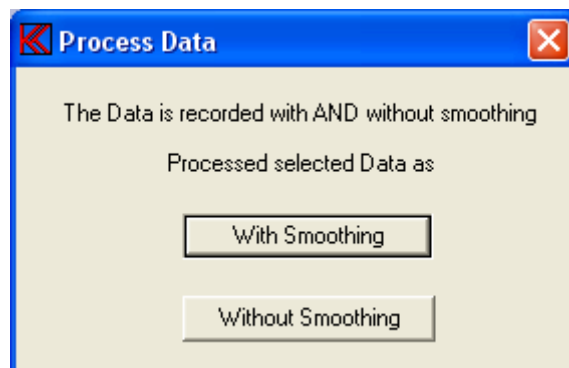 Process Data
The Data is recorded with AND without smoothing
Processed selected Data as
With Smoothing
Without Smoothing